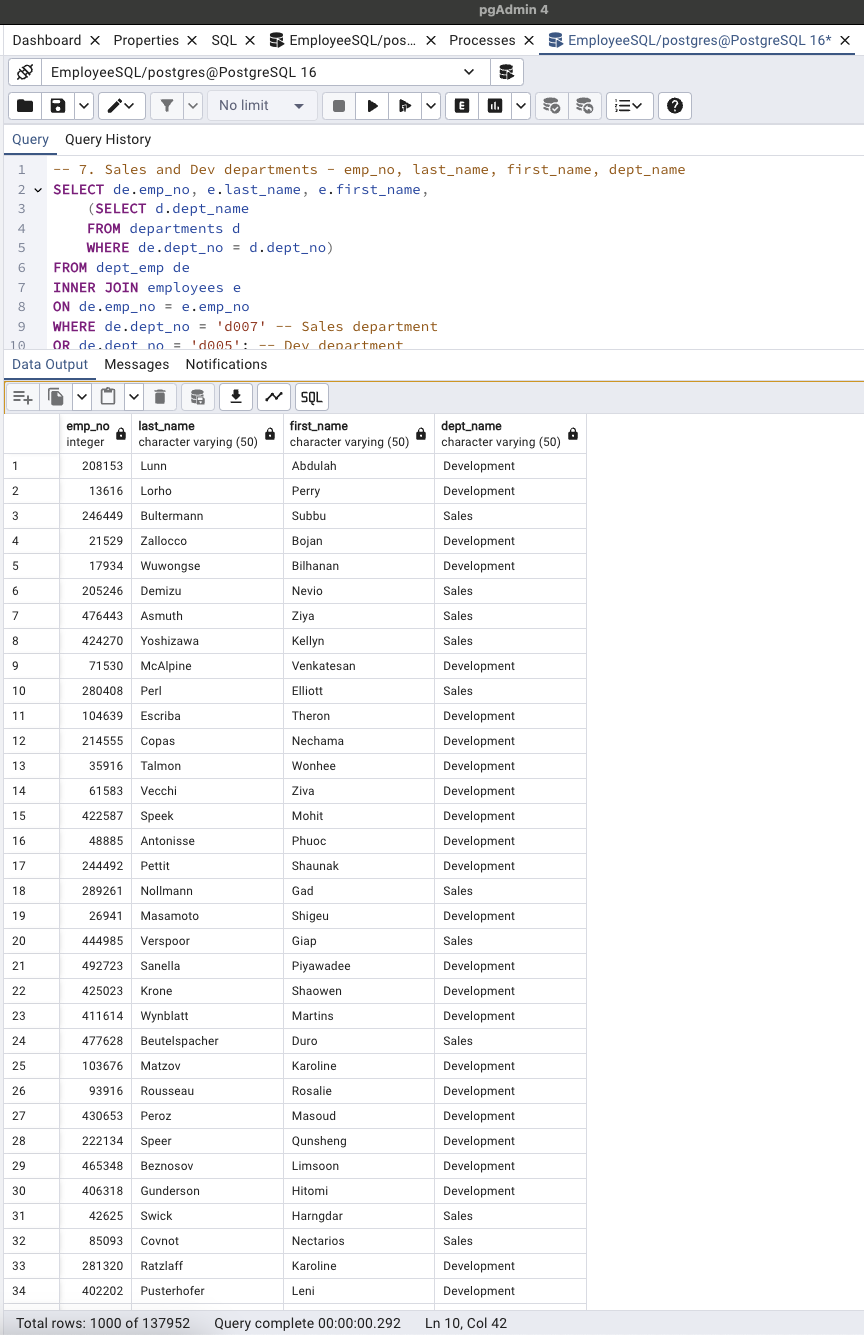 pgAdmin 4
Dashboard Properties SQL EmployeeSQL/pos... Processes EmployeeSQL/postgres@PostgreSQL 16*
EmployeeSQL/postgres@PostgreSQL 16
No limit E
Query Query History
1 -- 7. Sales and Dev departments - emp_no, last_name, first_name, dept_name
2 SELECT de.emp_no, e.last_name, e.first_name,
3 (SELECT d.dept_name
4 FROM departments d
5 WHERE de.dept_no = d.dept_no)
6 FROM dept_emp de
7 INNER JOIN employees e
8 ON de.emp_no = e.emp_no
9 WHERE de.dept_no = 'd007' -- Sales department
10 OR de.dept_no = 'd005'; -- Dev department
Data Output Messages Notifications
SQL
emp_no last_name first_name dept_name
integer character varying (50) character varying (50) character varying (50)
1 208153 Lunn Abdulah Development
2 13616 Lorho Perry Development
3 246449 Bultermann Subbu Sales
4 21529 Zallocco Bojan Development
5 17934 Wuwongse Bilhanan Development
6 205246 Demizu Nevio Sales
7 476443 Asmuth Ziya Sales
8 424270 Yoshizawa Kellyn Sales
9 71530 McAlpine Venkatesan Development
10 280408 Perl Elliott Sales
11 104639 Escriba Theron Development
12 214555 Copas Nechama Development
13 35916 Talmon Wonhee Development
14 61583 Vecchi Ziva Development
15 422587 Speek Mohit Development
16 48885 Antonisse Phuoc Development
17 244492 Pettit Shaunak Development
18 289261 Nollmann Gad Sales
19 26941 Masamoto Shigeu Development
20 444985 Verspoor Giap Sales
21 492723 Sanella Piyawadee Development
22 425023 Krone Shaowen Development
23 411614 Wynblatt Martins Development
24 477628 Beutelspacher Duro Sales
25 103676 Matzov Karoline Development
26 93916 Rousseau Rosalie Development
27 430653 Peroz Masoud Development
28 222134 Speer Qunsheng Development
29 465348 Beznosov Limsoon Development
30 406318 Gunderson Hitomi Development
31 42625 Swick Harngdar Sales
32 85093 Covnot Nectarios Sales
33 281320 Ratzlaff Karoline Development
34 402202 Pusterhofer Leni Development
Total rows: 1000 of 137952 Query complete 00:00:00.292 Ln 10, Col 42